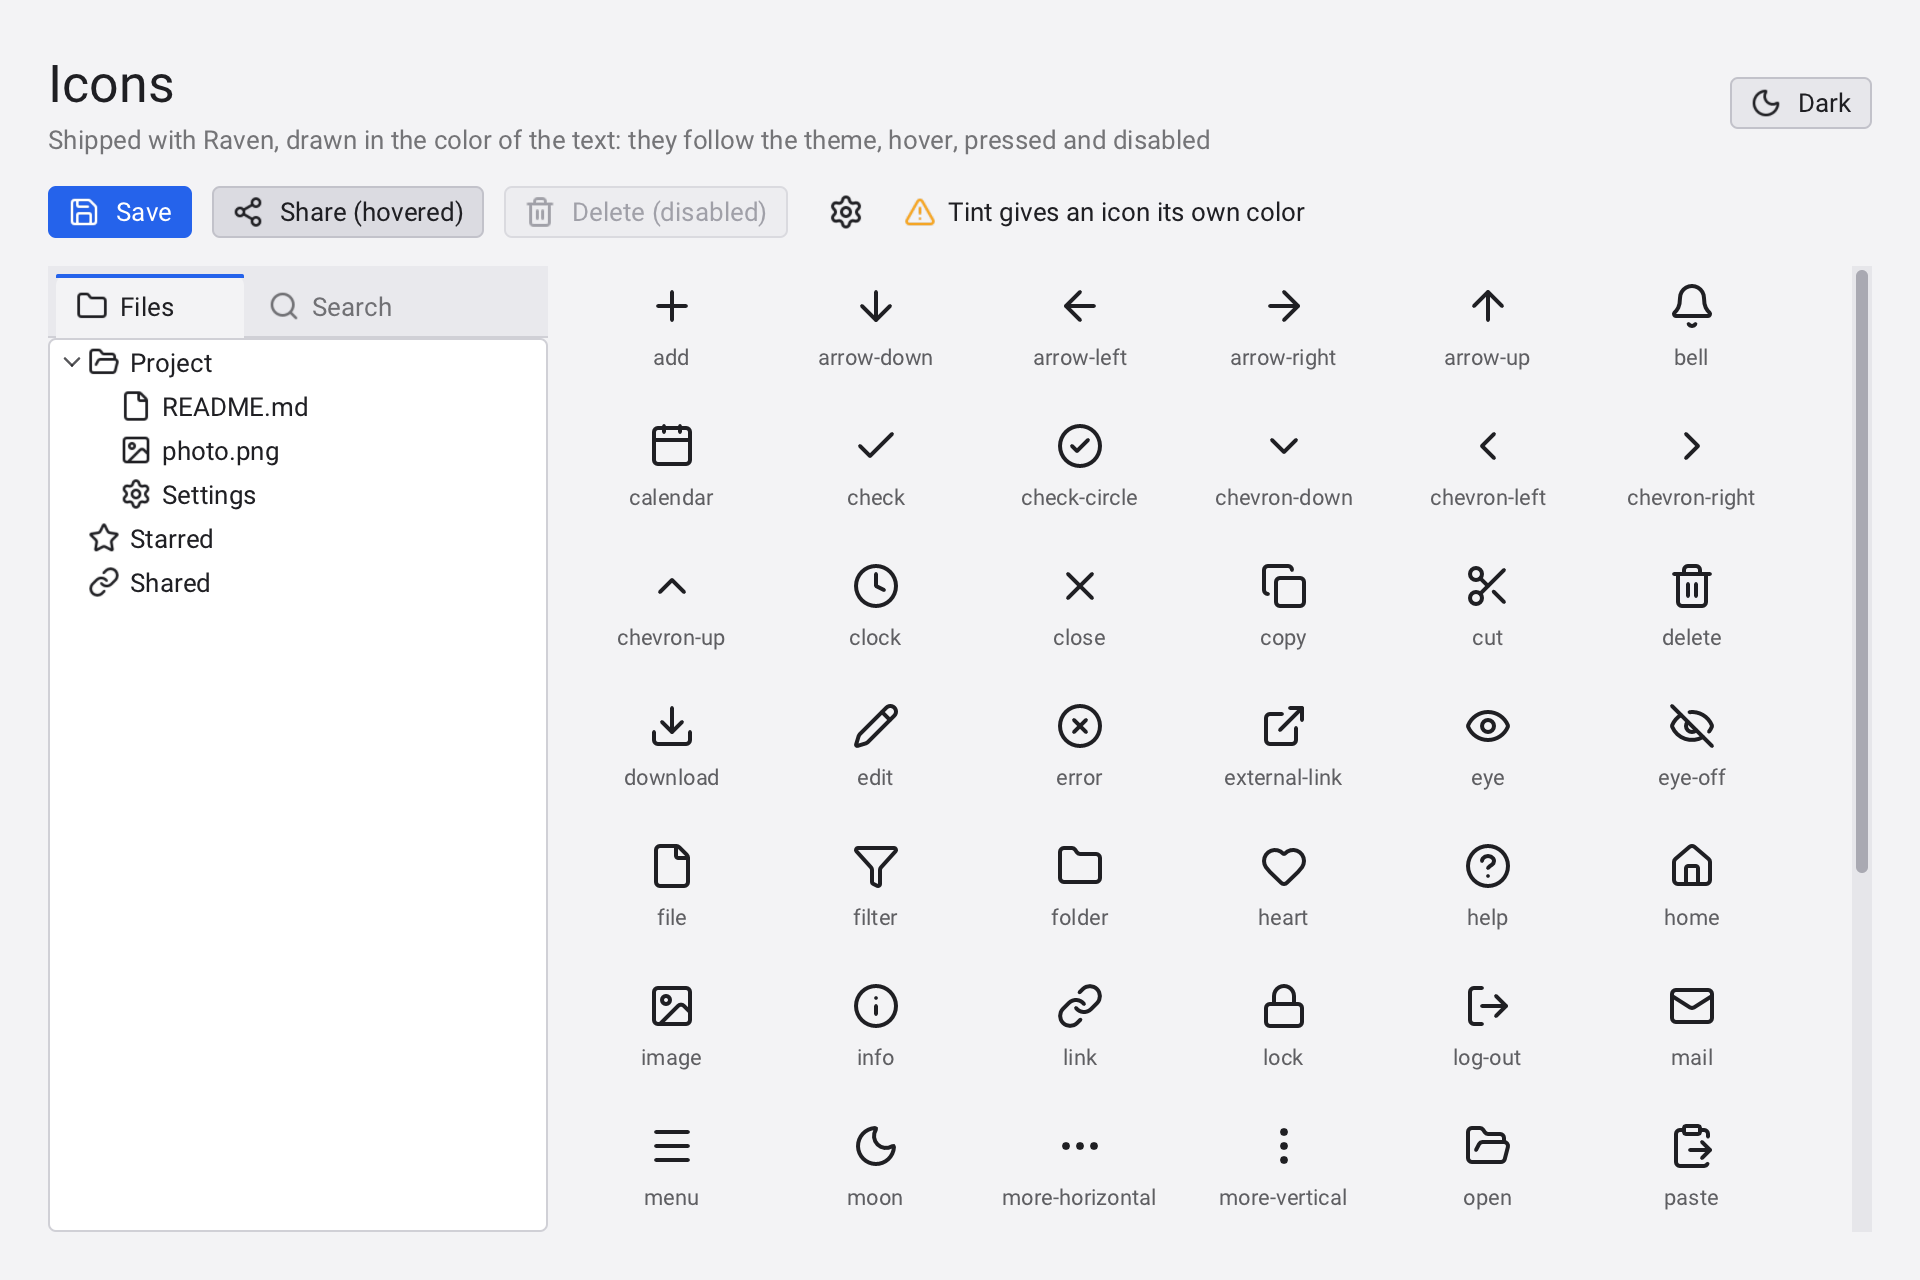 Icons
Dark
Shipped with Raven, drawn in the color of the text: they follow the theme, hover, pressed and disabled
Save
Share (hovered)
Delete (disabled)
Tint gives an icon its own color
Files
Search
Project
README.md
photo.png
Settings
Starred
Shared
add
arrow-down
arrow-left
arrow-right
arrow-up
bell
calendar
check
check-circle
chevron-down
chevron-left
chevron-right
chevron-up
clock
close
copy
cut
delete
download
edit
error
external-link
eye
eye-off
file
filter
folder
heart
help
home
image
info
link
lock
log-out
mail
menu
moon
more-horizontal
more-vertical
open
paste